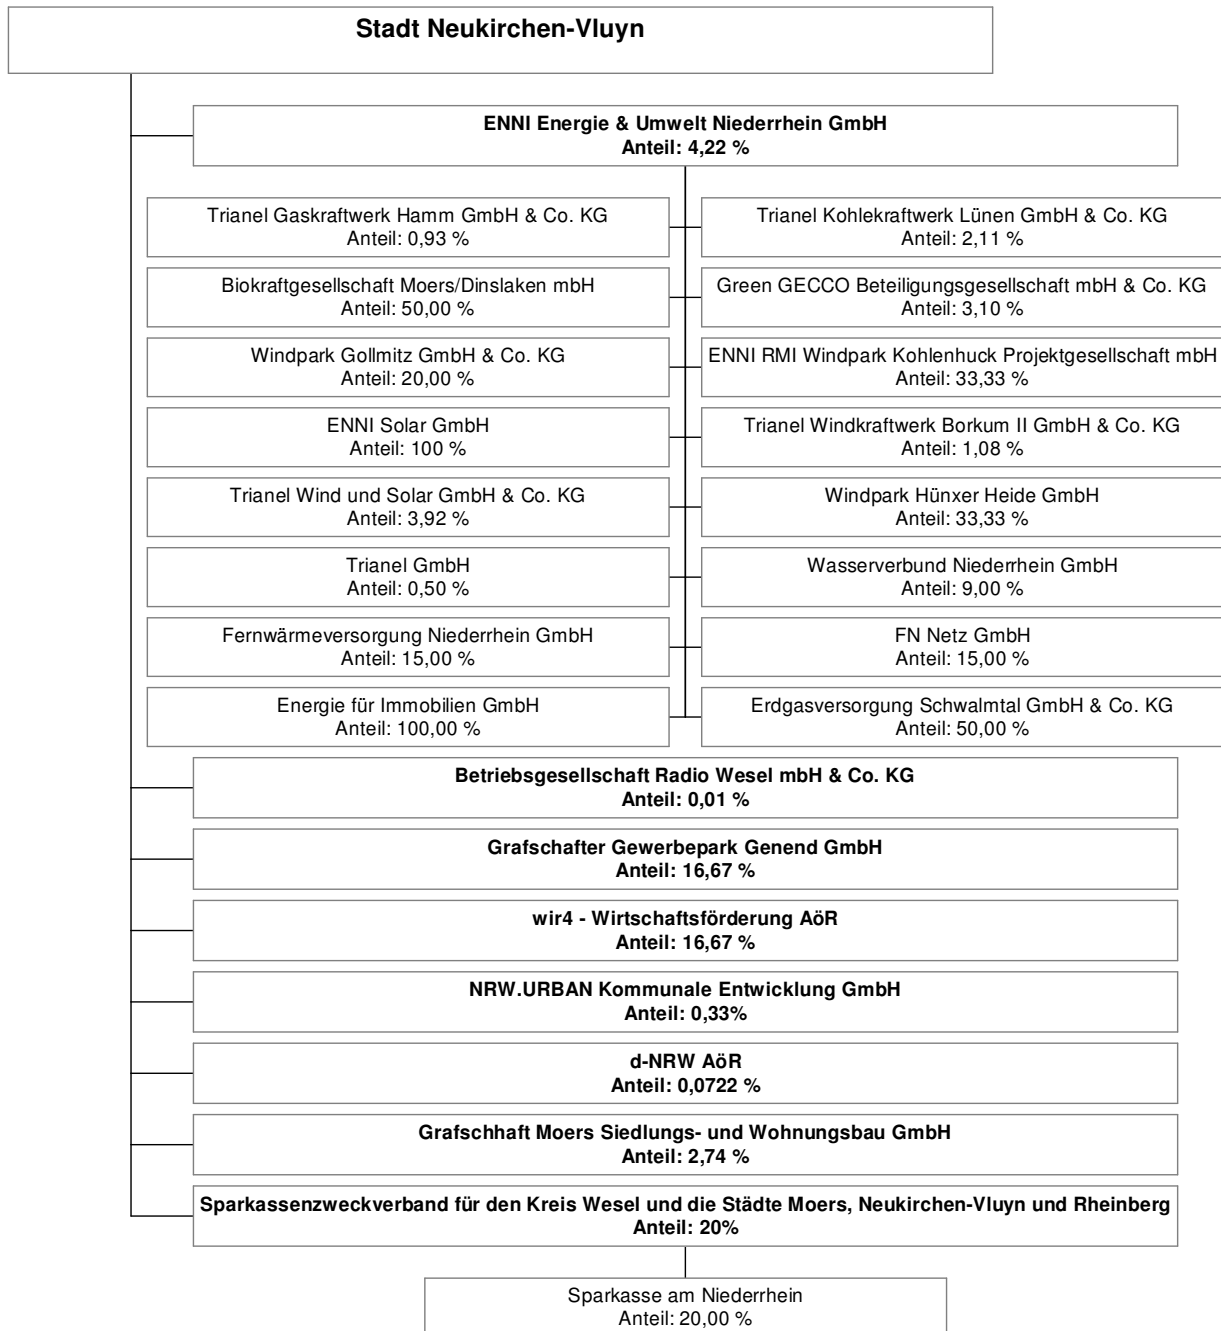 Stadt Neukirchen-Vluyn
ENNI Energie & Umwelt Niederrhein GmbH
Anteil: 4,22 %
Trianel Gaskraftwerk Hamm GmbH & Co. KG
Anteil: 0,93 %
Trianel Kohlekraftwerk Lünen GmbH & Co. KG
Anteil: 2,11 %
Biokraftgesellschaft Moers/Dinslaken mbH
Anteil: 50,00 %
Green GECCO Beteiligungsgesellschaft mbH & Co. KG
Anteil: 3,10 %
Windpark Gollmitz GmbH & Co. KG
Anteil: 20,00 %
ENNI RMI Windpark Kohlenhuck Projektgesellschaft mbH
Anteil: 33,33 %
ENNI Solar GmbH
Anteil: 100 %
Trianel Windkraftwerk Borkum II GmbH & Co. KG
Anteil: 1,08 %
Trianel Wind und Solar GmbH & Co. KG
Anteil: 3,92 %
Windpark Hünxer Heide GmbH
Anteil: 33,33 %
Trianel GmbH
Anteil: 0,50 %
Wasserverbund Niederrhein GmbH
Anteil: 9,00 %
Fernwärmeversorgung Niederrhein GmbH
Anteil: 15,00 %
FN Netz GmbH
Anteil: 15,00 %
Energie für Immobilien GmbH
Anteil: 100,00 %
Erdgasversorgung Schwalmtal GmbH & Co. KG
Anteil: 50,00 %
Betriebsgesellschaft Radio Wesel mbH & Co. KG
Anteil: 0,01 %
Grafschafter Gewerbepark Genend GmbH
Anteil: 16,67 %
wir4 - Wirtschaftsförderung AöR
Anteil: 16,67 %
NRW.URBAN Kommunale Entwicklung GmbH
Anteil: 0,33%
d-NRW AöR
Anteil: 0,0722 %
Grafschhaft Moers Siedlungs- und Wohnungsbau GmbH
Anteil: 2,74 %
Sparkassenzweckverband für den Kreis Wesel und die Städte Moers, Neukirchen-Vluyn und Rheinberg
Anteil: 20%
Sparkasse am Niederrhein
Anteil: 20,00 %